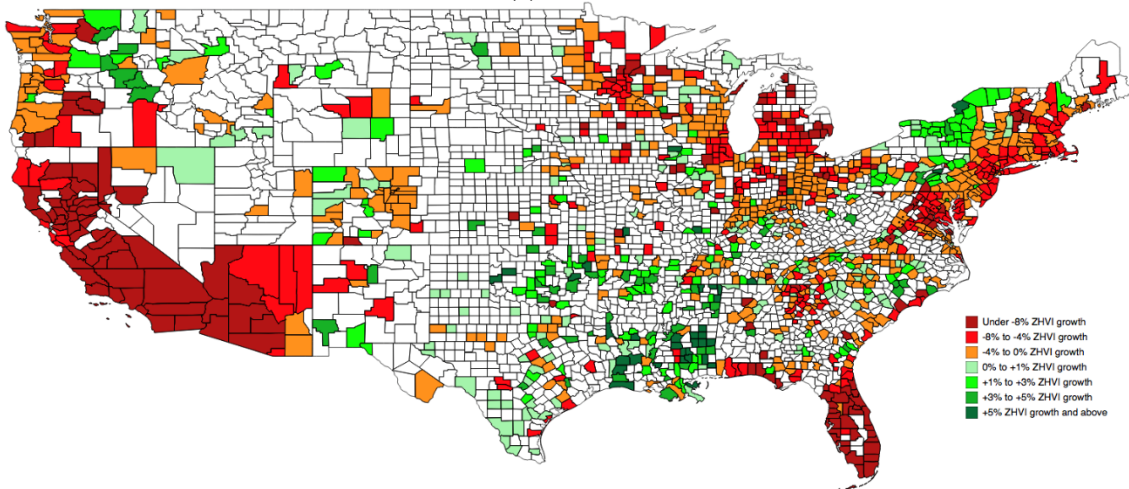 Under -8% ZHVI growth
-8% to -4% ZHVI growth
-4% to 0% ZHVI growth
0% to +1% ZHVI growth
+1% to +3% ZHVI growth
+3% to +5% ZHVI growth
+5% ZHVI growth and above